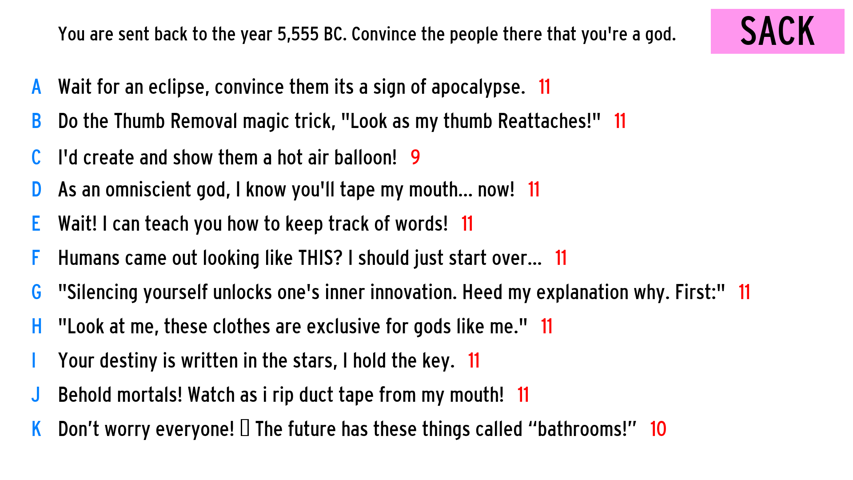 You are sent back to the year 5,555 BC. Convince the people there that you're a god.
SACK
A Wait for an eclipse, convince them its a sign of apocalypse. 11
B Do the Thumb Removal magic trick, "Look as my thumb Reattaches!" 11
C I'd create and show them a hot air balloon! 9
D As an omniscient god, I know you'll tape my mouth... now! 11
E Wait! I can teach you how to keep track of words! 11
F Humans came out looking like THIS? I should just start over... 11
G "Silencing yourself unlocks one's inner innovation. Heed my explanation why. First:" 11
H "Look at me, these clothes are exclusive for gods like me." 11
I Your destiny is written in the stars, I hold the key. 11
J Behold mortals! Watch as i rip duct tape from my mouth! 11
K Don’t worry everyone! ▯ The future has these things called “bathrooms!” 10